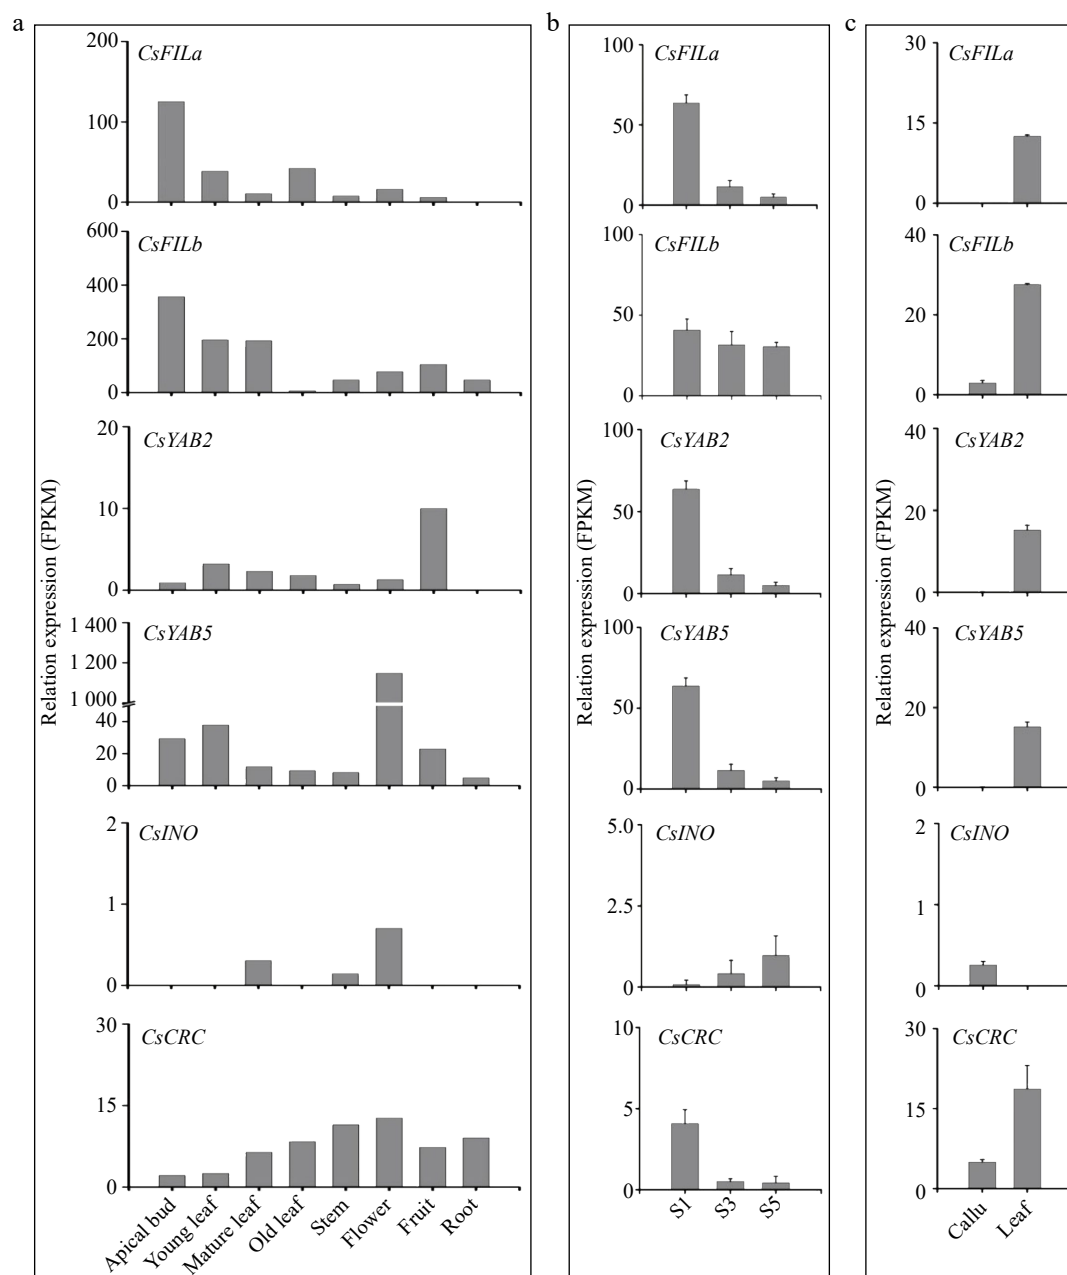 a
Relation expression (FPKM)
CsFILa
200
100
0
CsFILb
600
400
200
0
CsYAB2
20
10
0
CsYAB5
1 400
1 200
1 000
40
20
0
CsINO
2
1
0
CsCRC
30
15
0
Apical bud
Young leaf
Mature leaf
Old leaf
Stem
Flower
Fruit
Root
b
Relation expression (FPKM)
CsFILa
100
50
0
CsFILb
100
50
0
CsYAB2
100
50
0
CsYAB5
100
50
0
CsINO
5.0
2.5
0
CsCRC
10
5
0
S1
S3
S5
c
Relation expression (FPKM)
CsFILa
30
15
0
CsFILb
40
20
0
CsYAB2
40
20
0
CsYAB5
40
20
0
CsINO
2
1
0
CsCRC
30
15
0
Callu
Leaf